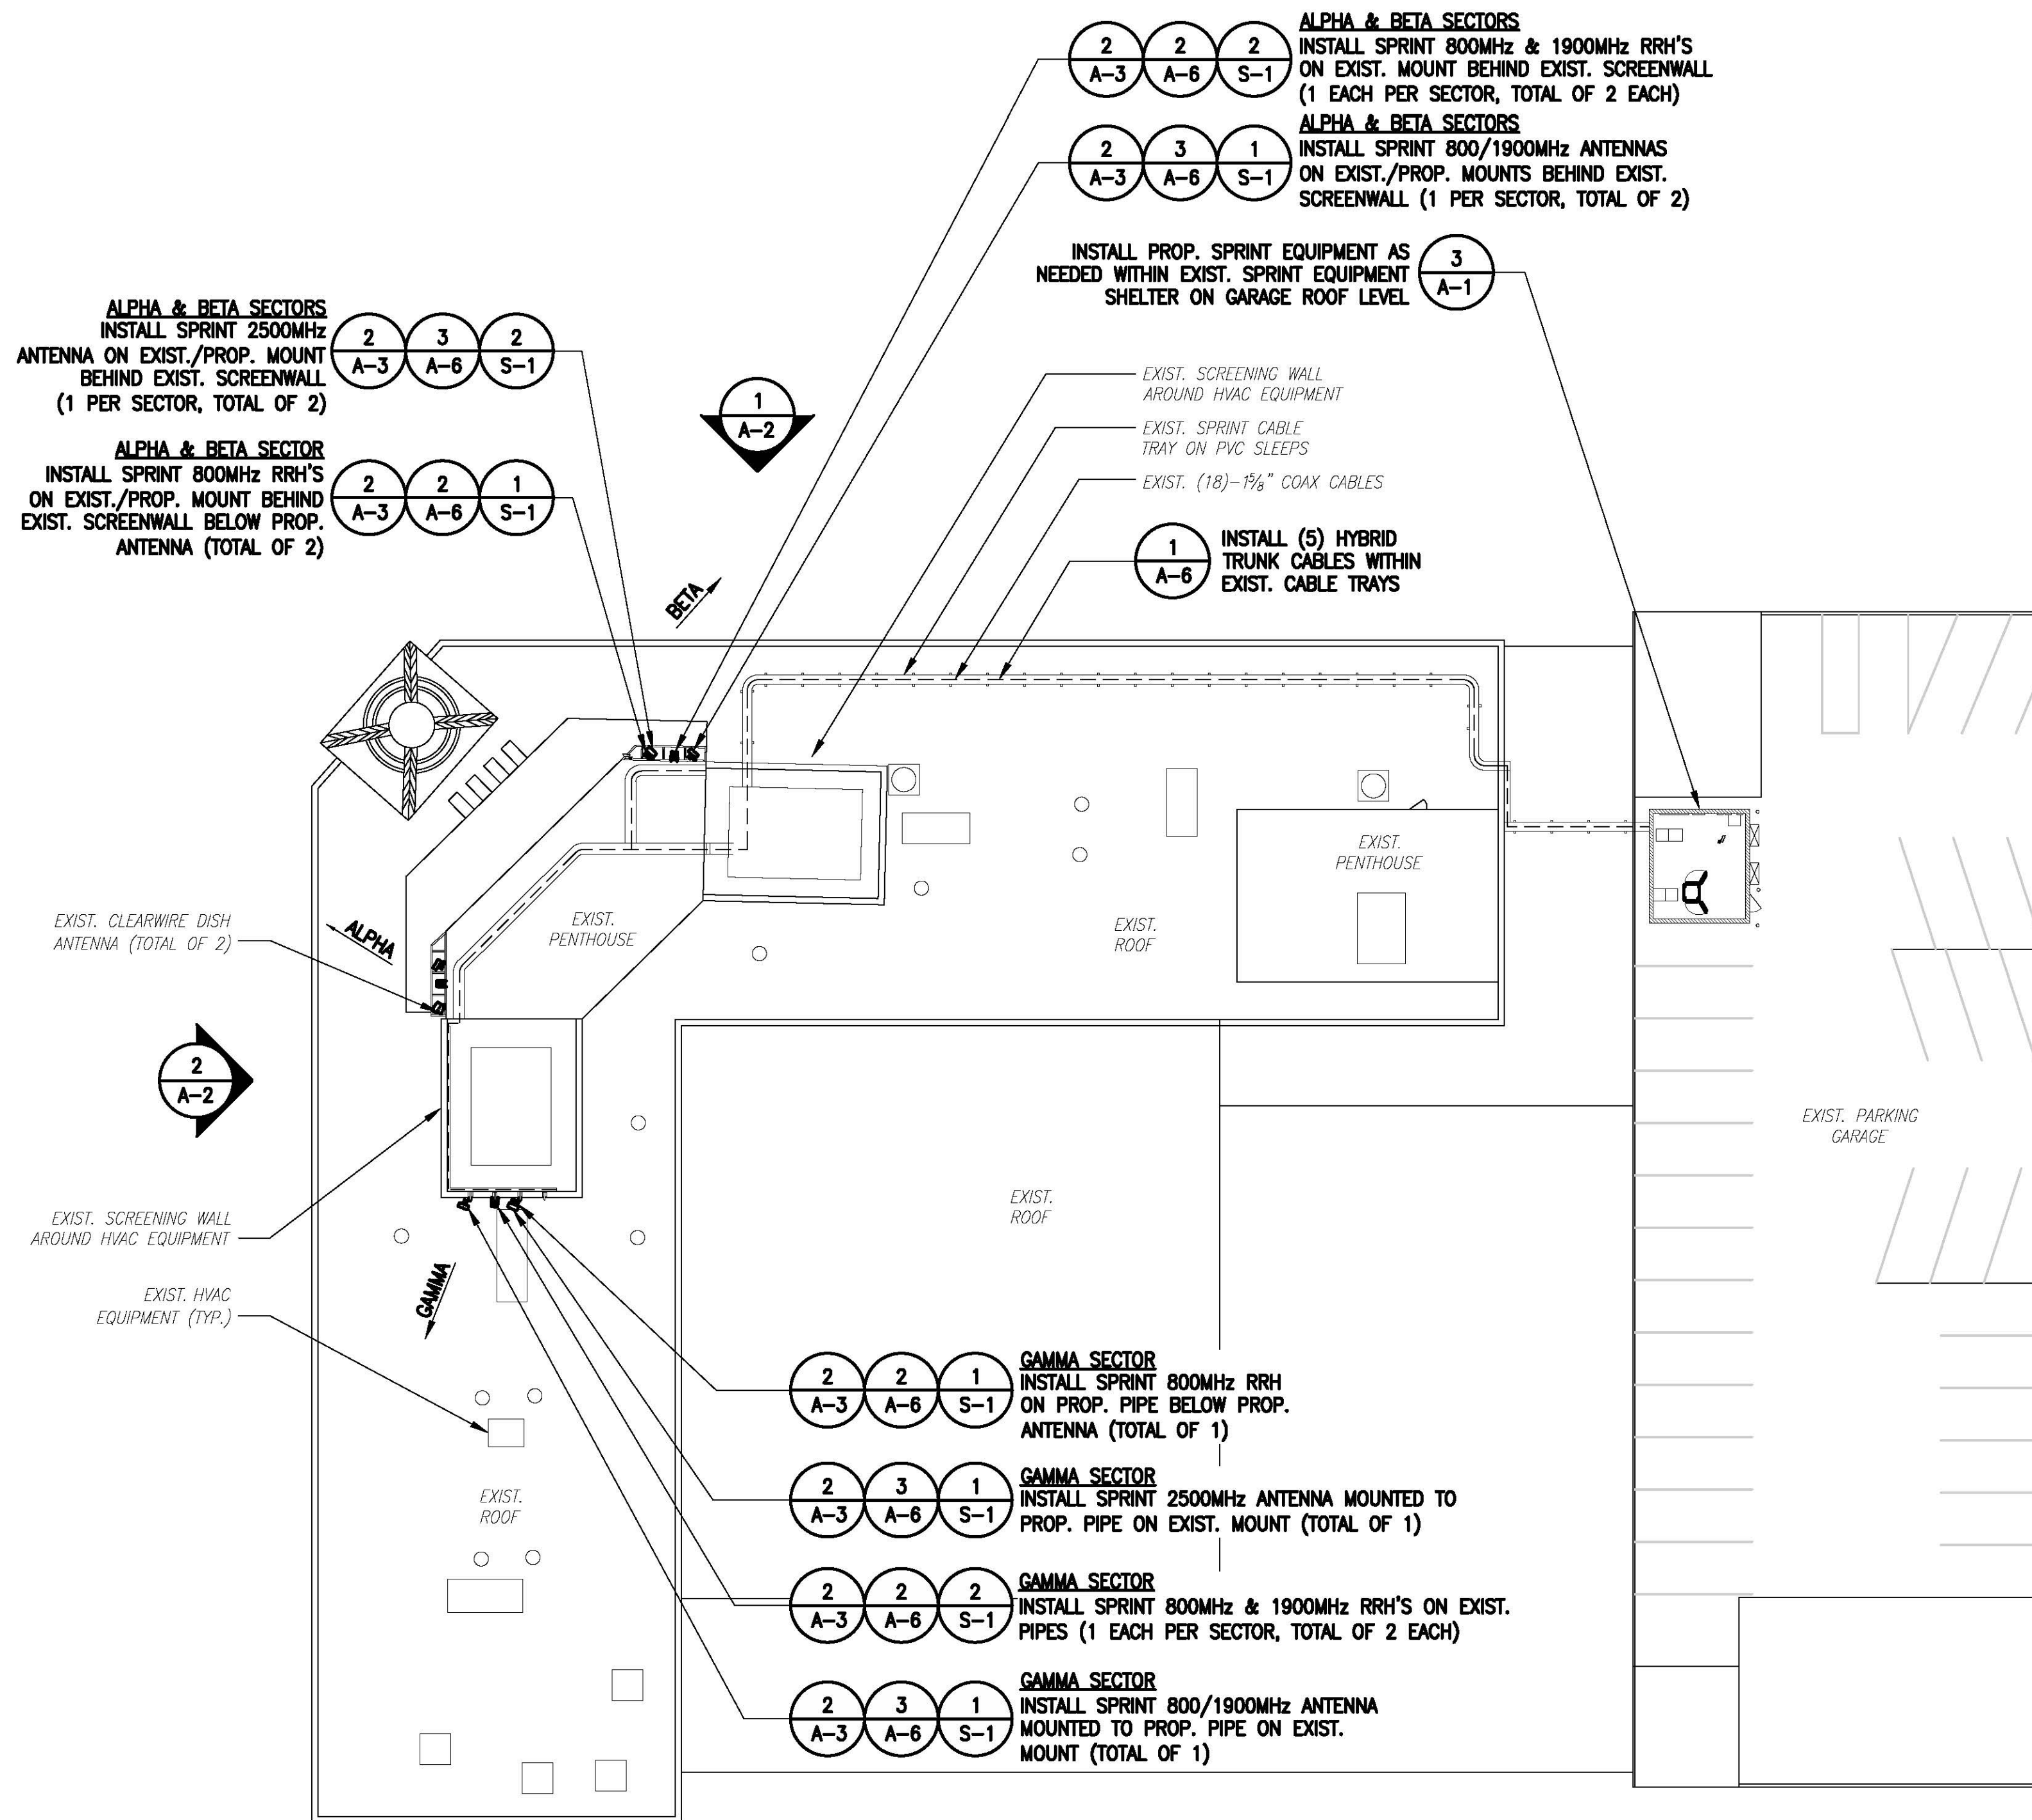 2 2 2
A-3 A-6 S-1
ALPHA & BETA SECTORS
INSTALL SPRINT 800MHz & 1900MHz RRH'S
ON EXIST. MOUNT BEHIND EXIST. SCREENWALL
(1 EACH PER SECTOR, TOTAL OF 2 EACH)
2 3 1
A-3 A-6 S-1
ALPHA & BETA SECTORS
INSTALL SPRINT 800/1900MHz ANTENNAS
ON EXIST./PROP. MOUNTS BEHIND EXIST.
SCREENWALL (1 PER SECTOR, TOTAL OF 2)
INSTALL PROP. SPRINT EQUIPMENT AS
NEEDED WITHIN EXIST. SPRINT EQUIPMENT
SHELTER ON GARAGE ROOF LEVEL
3
A-1
ALPHA & BETA SECTORS
INSTALL SPRINT 2500MHz
ANTENNA ON EXIST./PROP. MOUNT
BEHIND EXIST. SCREENWALL
(1 PER SECTOR, TOTAL OF 2)
2 3 2
A-3 A-6 S-1
ALPHA & BETA SECTOR
INSTALL SPRINT 800MHz RRH'S
ON EXIST./PROP. MOUNT BEHIND
EXIST. SCREENWALL BELOW PROP.
ANTENNA (TOTAL OF 2)
2 2 1
A-3 A-6 S-1
1
A-2
EXIST. SCREENING WALL
AROUND HVAC EQUIPMENT
EXIST. SPRINT CABLE
TRAY ON PVC SLEEPS
EXIST. (18)-1⅝" COAX CABLES
1
A-6
INSTALL (5) HYBRID
TRUNK CABLES WITHIN
EXIST. CABLE TRAYS
BETA
EXIST.
PENTHOUSE
EXIST. CLEARWIRE DISH
ANTENNA (TOTAL OF 2)
ALPHA
EXIST.
PENTHOUSE
EXIST.
ROOF
2
A-2
EXIST. PARKING
GARAGE
EXIST. SCREENING WALL
AROUND HVAC EQUIPMENT
EXIST.
ROOF
GAMMA
EXIST. HVAC
EQUIPMENT (TYP.)
2 2 1
A-3 A-6 S-1
GAMMA SECTOR
INSTALL SPRINT 800MHz RRH
ON PROP. PIPE BELOW PROP.
ANTENNA (TOTAL OF 1)
EXIST.
ROOF
2 3 1
A-3 A-6 S-1
GAMMA SECTOR
INSTALL SPRINT 2500MHz ANTENNA MOUNTED TO
PROP. PIPE ON EXIST. MOUNT (TOTAL OF 1)
2 2 2
A-3 A-6 S-1
GAMMA SECTOR
INSTALL SPRINT 800MHz & 1900MHz RRH'S ON EXIST.
PIPES (1 EACH PER SECTOR, TOTAL OF 2 EACH)
2 3 1
A-3 A-6 S-1
GAMMA SECTOR
INSTALL SPRINT 800/1900MHz ANTENNA
MOUNTED TO PROP. PIPE ON EXIST.
MOUNT (TOTAL OF 1)